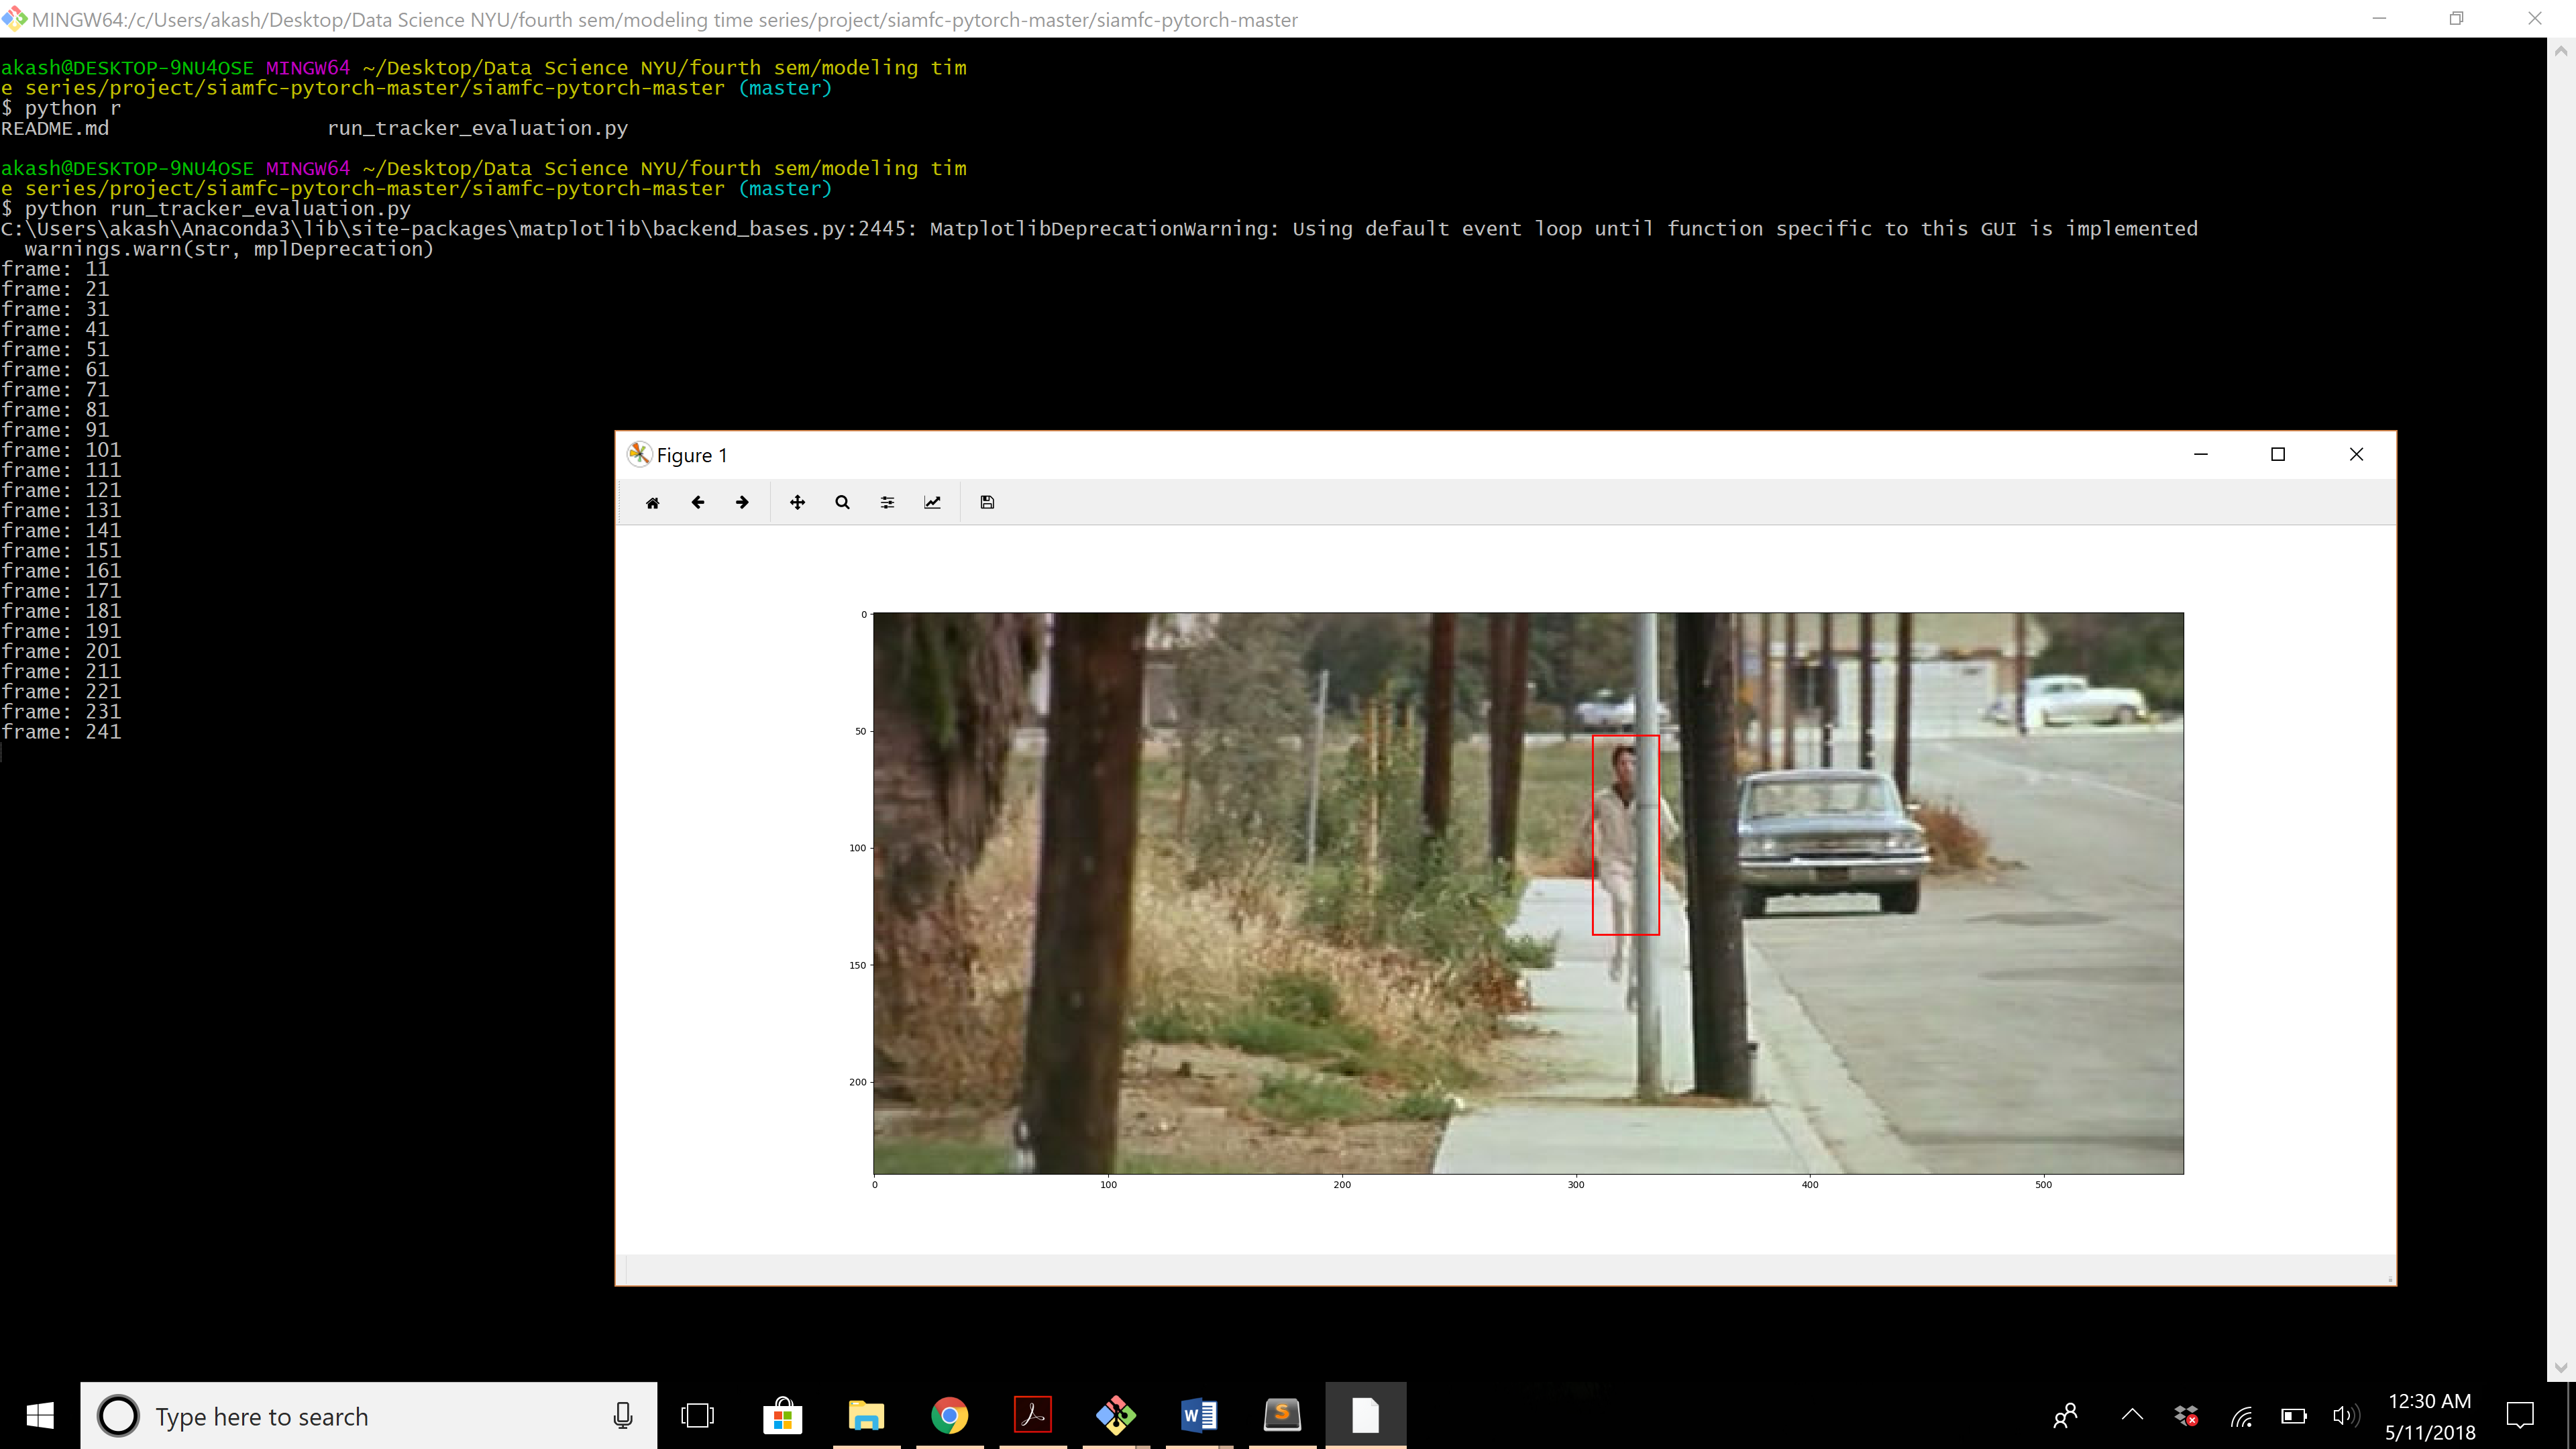 MINGW64:/c/Users/akash/Desktop/Data Science NYU/fourth sem/modeling time series/project/siamfc-pytorch-master/siamfc-pytorch-master
akash@DESKTOP-9NU4OSE MINGW64 ~/Desktop/Data Science NYU/fourth sem/modeling tim
e series/project/siamfc-pytorch-master/siamfc-pytorch-master (master)
$ python r
README.md run_tracker_evaluation.py
akash@DESKTOP-9NU4OSE MINGW64 ~/Desktop/Data Science NYU/fourth sem/modeling tim
e series/project/siamfc-pytorch-master/siamfc-pytorch-master (master)
$ python run_tracker_evaluation.py
C:\Users\akash\Anaconda3\lib\site-packages\matplotlib\backend_bases.py:2445: MatplotlibDeprecationWarning: Using default event loop until function specific to this GUI is implemented
warnings.warn(str, mplDeprecation)
frame: 11
frame: 21
frame: 31
frame: 41
frame: 51
frame: 61
frame: 71
frame: 81
frame: 91
frame: 101
frame: 111
frame: 121
frame: 131
frame: 141
frame: 151
frame: 161
frame: 171
frame: 181
frame: 191
frame: 201
frame: 211
frame: 221
frame: 231
frame: 241
Figure 1
0
50
100
150
200
0 100 200 300 400 500
Type here to search
12:30 AM
5/11/2018